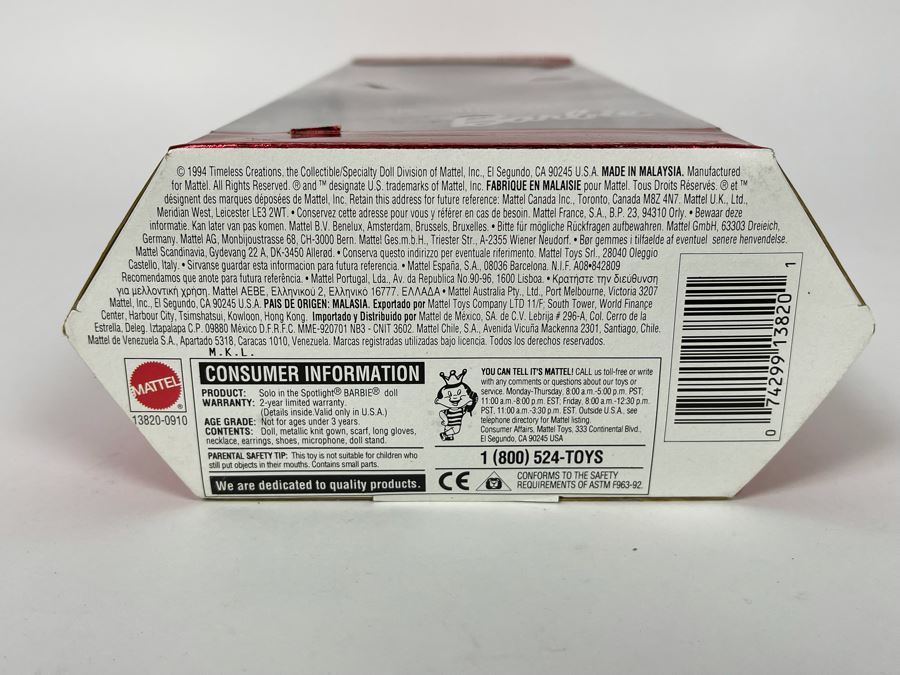 Barbie
© 1994 Timeless Creations, the Collectible/Specialty Doll Division of Mattel, Inc., El Segundo, CA 90245 U.S.A. MADE IN MALAYSIA. Manufactured
for Mattel. All Rights Reserved. ® and ™ designate U.S. trademarks of Mattel, Inc. FABRIQUÉ EN MALAISIE pour Mattel. Tous Droits Réservés. ® et ™
désignent des marques déposées de Mattel, Inc. Retain this address for future reference: Mattel Canada Inc., Toronto, Canada M8Z 4N7. Mattel U.K., Ltd.,
Meridian West, Leicester LE3 2WT. • Conservez cette adresse pour vous y référer en cas de besoin. Mattel France, S.A., B.P. 23, 94310 Orly. • Bewaar deze
informatie. Kan later van pas komen. Mattel B.V. Benelux, Amsterdam, Brussels, Bruxelles. • Bitte für mögliche Rückfragen aufbewahren. Mattel GmbH, 63303 Dreieich,
Germany. Mattel AG, Monbijoustrasse 68, CH-3000 Bern. Mattel Ges.m.b.H., Triester Str., A-2355 Wiener Neudorf. • Bør gemmes i tilfaelde af eventuel senere henvendelse.
Mattel Scandinavia, Gydevang 22 A, DK-3450 Allerød. • Conserva questo indirizzo per eventuale riferimento. Mattel Toys Srl., 28040 Oleggio
Castello, Italy. • Sirvanse guardar esta informacion para futura referencia. • Mattel España, S.A., 08036 Barcelona. N.I.F. A08•842809
Recomendamos que anote para futura referência. • Mattel Portugal, Lda., Av. da Republica No.90-96, 1600 Lisboa. • Κρατήστε την διεύθυνση
για μελλοντική χρήση. Mattel AEBE, Ελληνικού 2, Ελληνικό 16777. ΕΛΛΑΔΑ • Mattel Australia Pty., Ltd., Port Melbourne, Victoria 3207
Mattel, Inc., El Segundo, CA 90245 U.S.A. PAIS DE ORIGEN: MALASIA. Exportado por Mattel Toys Company LTD 11/F, South Tower, World Finance
Center, Harbour City, Tsimshatsui, Kowloon, Hong Kong. Importado y Distribuido por Mattel de México, SA. de C.V. Lebrija # 296-A, Col. Cerro de la
Estrella, Deleg. Iztapalapa C.P. 09880 México D.F.R.F.C. MME-920701 NB3 - CNIT 3602. Mattel Chile, S.A., Avenida Vicuña Mackenna 2301, Santiago, Chile.
Mattel de Venezuela S.A., Apartado 5318, Caracas 1010, Venezuela. Marcas registradas utilizadas bajo licencia. Todos los derechos reservados.
M.K.L.
MATTEL®
13820-0910
CONSUMER INFORMATION
PRODUCT: Solo in the Spotlight® BARBIE® doll
WARRANTY: 2-year limited warranty.
(Details inside.Valid only in U.S.A.)
AGE GRADE: Not for ages under 3 years.
CONTENTS: Doll, metallic knit gown, scarf, long gloves,
necklace, earrings, shoes, microphone, doll stand.
PARENTAL SAFETY TIP: This toy is not suitable for children who
still put objects in their mouths. Contains small parts.
We are dedicated to quality products.
YOU CAN TELL IT'S MATTEL! CALL us toll-free or write
with any comments or questions about our toys or
service. Monday-Thursday, 8:00 a.m.-5:00 p.m. PST,
11:00 a.m.-8:00 p.m. EST. Friday, 8:00 a.m.-12:30 p.m.
PST, 11:00 a.m.-3:30 p.m. EST. Outside U.S.A., see
telephone directory for Mattel listing.
Consumer Affairs, Mattel Toys, 333 Continental Blvd.,
El Segundo, CA 90245 USA
1 (800) 524-TOYS
CE
CONFORMS TO THE SAFETY
REQUIREMENTS OF ASTM F963-92.
0 74299 13820 1